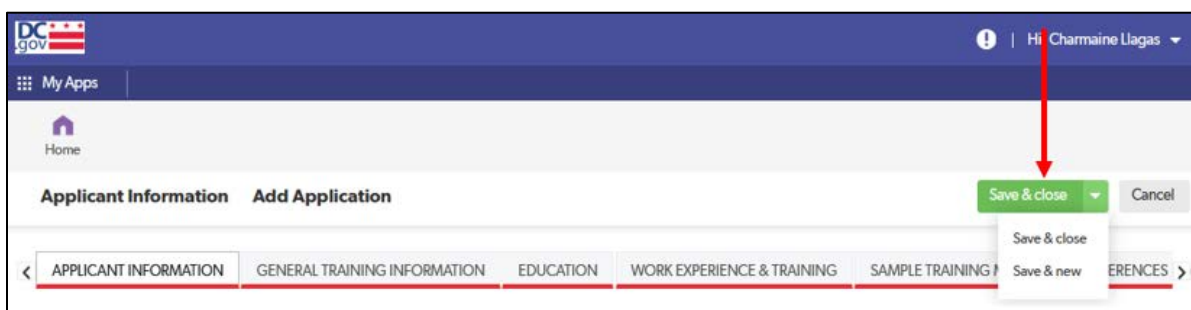 DC
.gov
| Hi Charmaine Llagas
My Apps
Home
Applicant Information Add Application Save & close Cancel
Save & close
Save & new
< APPLICANT INFORMATION GENERAL TRAINING INFORMATION EDUCATION WORK EXPERIENCE & TRAINING SAMPLE TRAINING >